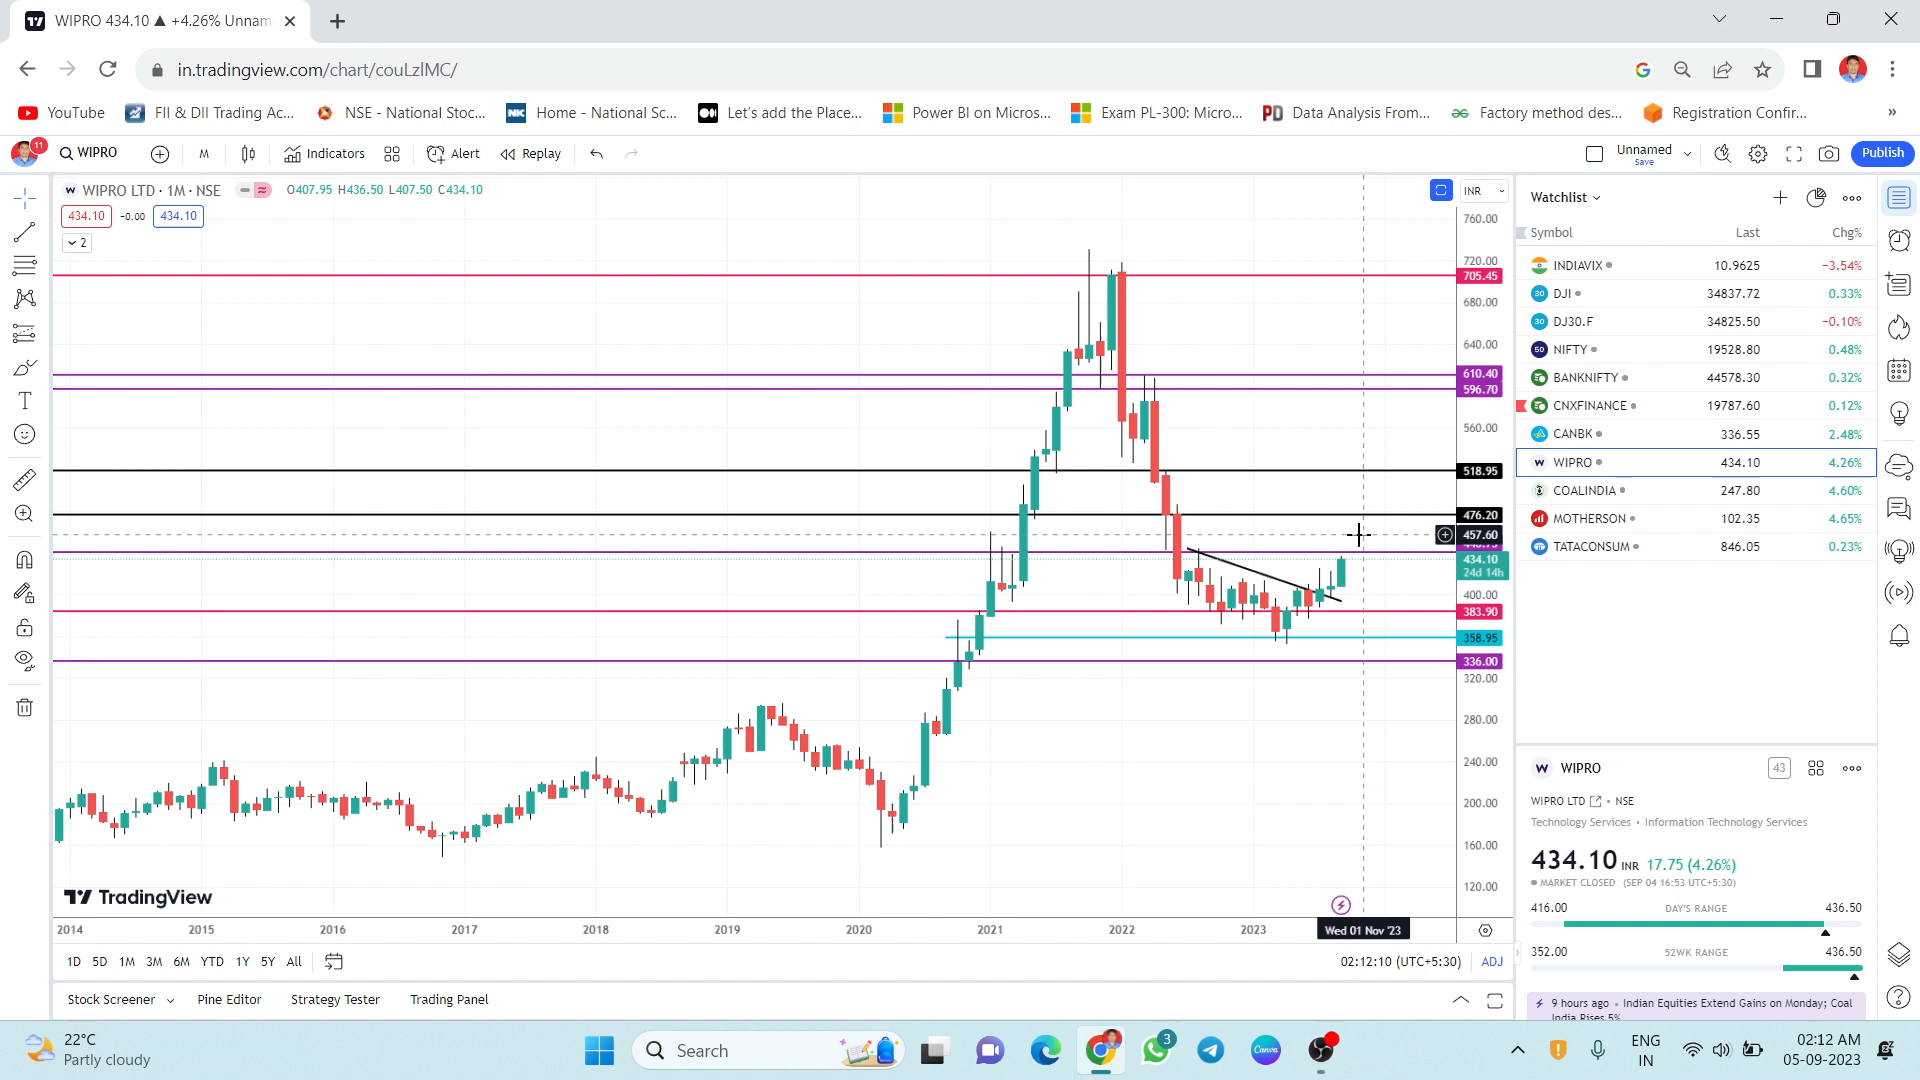 WIPRO 434.10 ▲ +4.26% Unnam
in.tradingview.com/chart/couLzlMC/
YouTube
FII & DII Trading Ac...
NSE - National Stoc...
Home - National Sc...
Let's add the Place...
Power BI on Micros...
Exam PL-300: Micro...
Data Analysis From...
Factory method des...
Registration Confir...
11
WIPRO
M
Indicators
Alert
Replay
Unnamed
Save
Publish
WIPRO LTD · 1M · NSE
O407.95 H436.50 L407.50 C434.10
434.10
-0.00
434.10
2
INR
760.00
720.00
705.45
680.00
640.00
610.40
596.70
560.00
518.95
476.20
457.60
434.10
24d 14h
400.00
383.90
358.95
336.00
320.00
280.00
240.00
200.00
160.00
120.00
TradingView
2014
2015
2016
2017
2018
2019
2020
2021
2022
2023
Wed 01 Nov '23
1D 5D 1M 3M 6M YTD 1Y 5Y All
02:12:10 (UTC+5:30)
ADJ
Stock Screener
Pine Editor
Strategy Tester
Trading Panel
Watchlist
Symbol Last Chg%
INDIAVIX 10.9625 −3.54%
30 DJI 34837.72 0.33%
30 DJ30.F 34825.50 −0.10%
50 NIFTY 19528.80 0.48%
BANKNIFTY 44578.30 0.32%
CNXFINANCE 19787.60 0.12%
CANBK 336.55 2.48%
WIPRO 434.10 4.26%
COALINDIA 247.80 4.60%
MOTHERSON 102.35 4.65%
TATACONSUM 846.05 0.23%
WIPRO
43
WIPRO LTD • NSE
Technology Services • Information Technology Services
434.10 INR 17.75 (4.26%)
MARKET CLOSED (SEP 04 16:53 UTC+5:30)
416.00 DAY'S RANGE 436.50
352.00 52WK RANGE 436.50
9 hours ago • Indian Equities Extend Gains on Monday; Coal
India Rises 5%
22°C
Partly cloudy
Search
3
Canva
ENG
IN
02:12 AM
05-09-2023